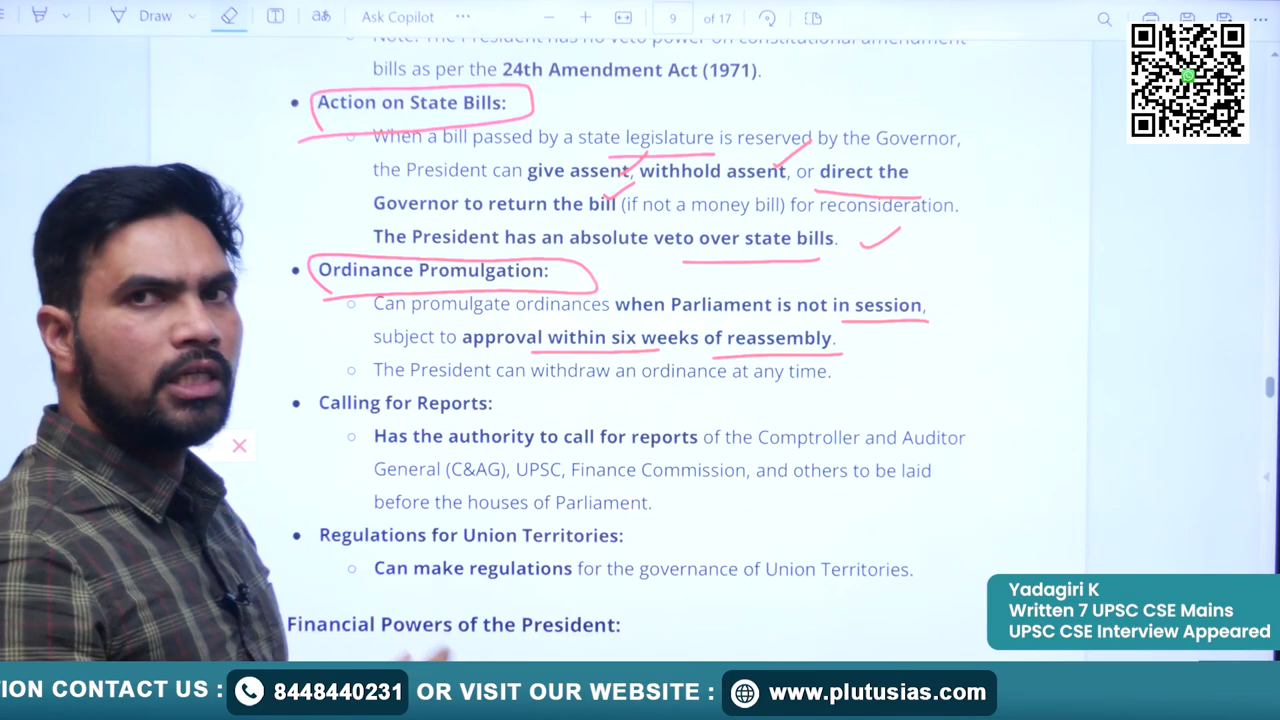 Draw
aあ
Ask Copilot
9 of 17
Note: The President has no veto power on constitutional amendment
bills as per the 24th Amendment Act (1971).
• Action on State Bills:
○ When a bill passed by a state legislature is reserved by the Governor,
the President can give assent, withhold assent, or direct the
Governor to return the bill (if not a money bill) for reconsideration.
The President has an absolute veto over state bills.
• Ordinance Promulgation:
○ Can promulgate ordinances when Parliament is not in session,
subject to approval within six weeks of reassembly.
○ The President can withdraw an ordinance at any time.
• Calling for Reports:
○ Has the authority to call for reports of the Comptroller and Auditor
General (C&AG), UPSC, Finance Commission, and others to be laid
before the houses of Parliament.
• Regulations for Union Territories:
○ Can make regulations for the governance of Union Territories.
Financial Powers of the President:
Yadagiri K
Written 7 UPSC CSE Mains
UPSC CSE Interview Appeared
TION CONTACT US : 8448440231 OR VISIT OUR WEBSITE : www.plutusias.com